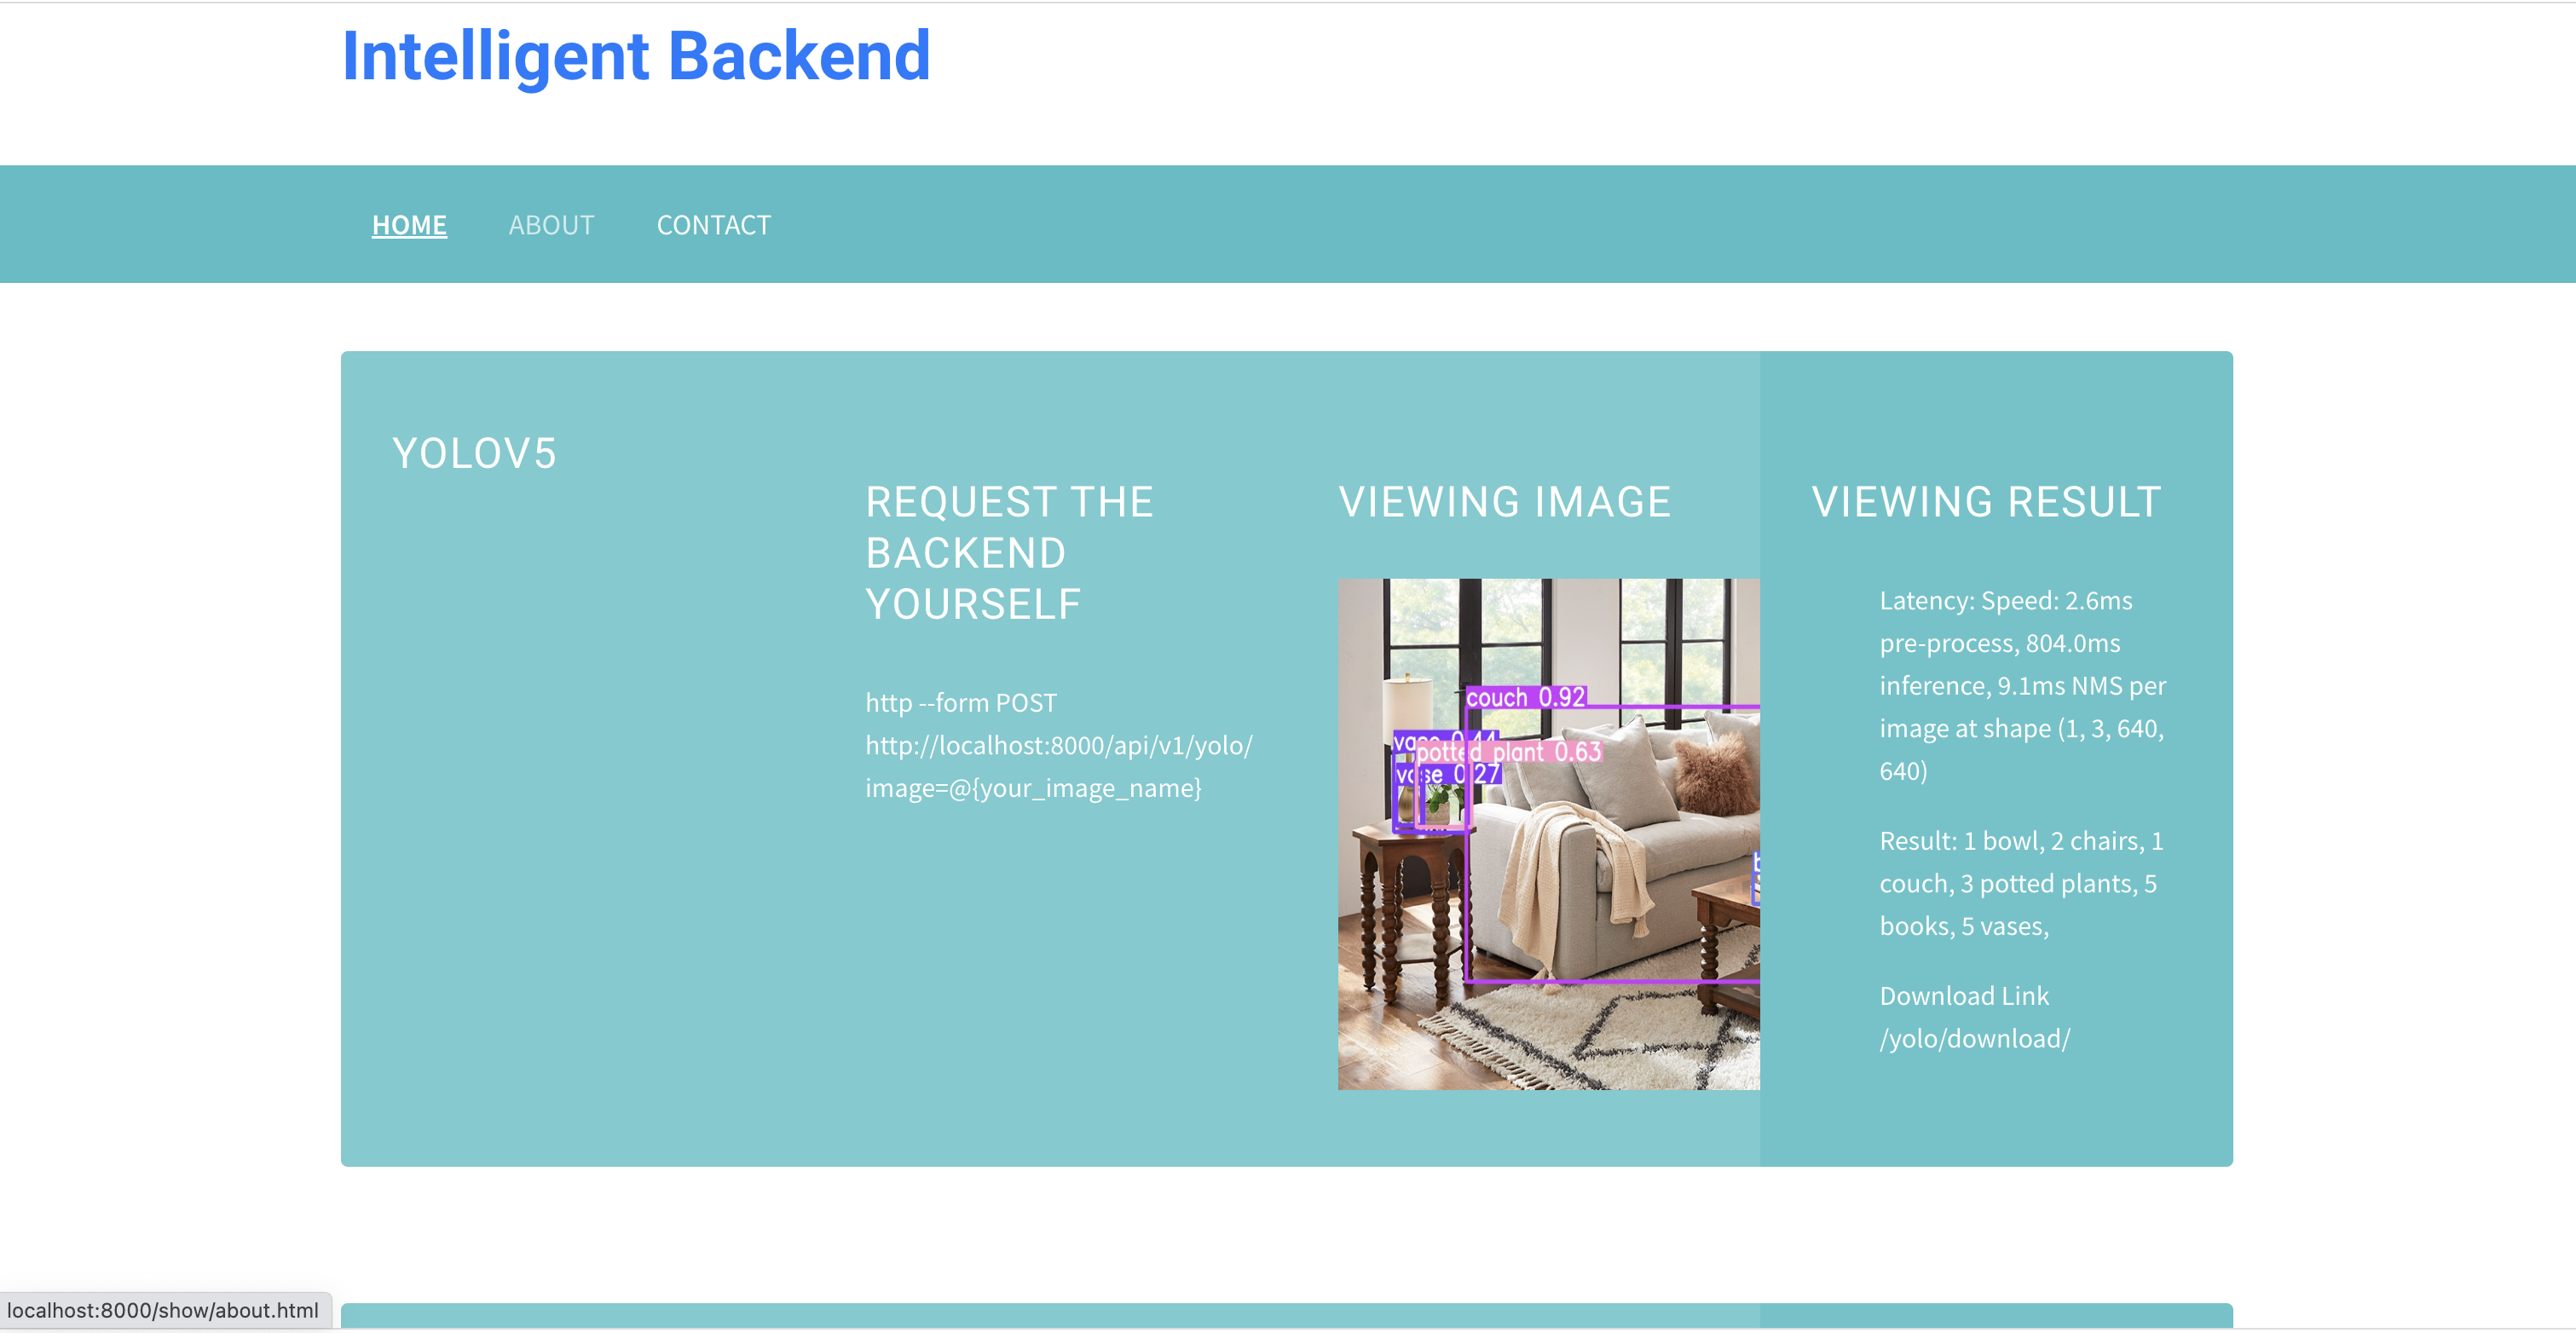 Intelligent Backend
HOME ABOUT CONTACT
YOLOV5
REQUEST THE
BACKEND
YOURSELF
http --form POST
http://localhost:8000/api/v1/yolo/
image=@{your_image_name}
VIEWING IMAGE
couch 0.92
vase 0.44
potted plant 0.63
vase 0.27
VIEWING RESULT
Latency: Speed: 2.6ms
pre-process, 804.0ms
inference, 9.1ms NMS per
image at shape (1, 3, 640,
640)
Result: 1 bowl, 2 chairs, 1
couch, 3 potted plants, 5
books, 5 vases,
Download Link
/yolo/download/
localhost:8000/show/about.html